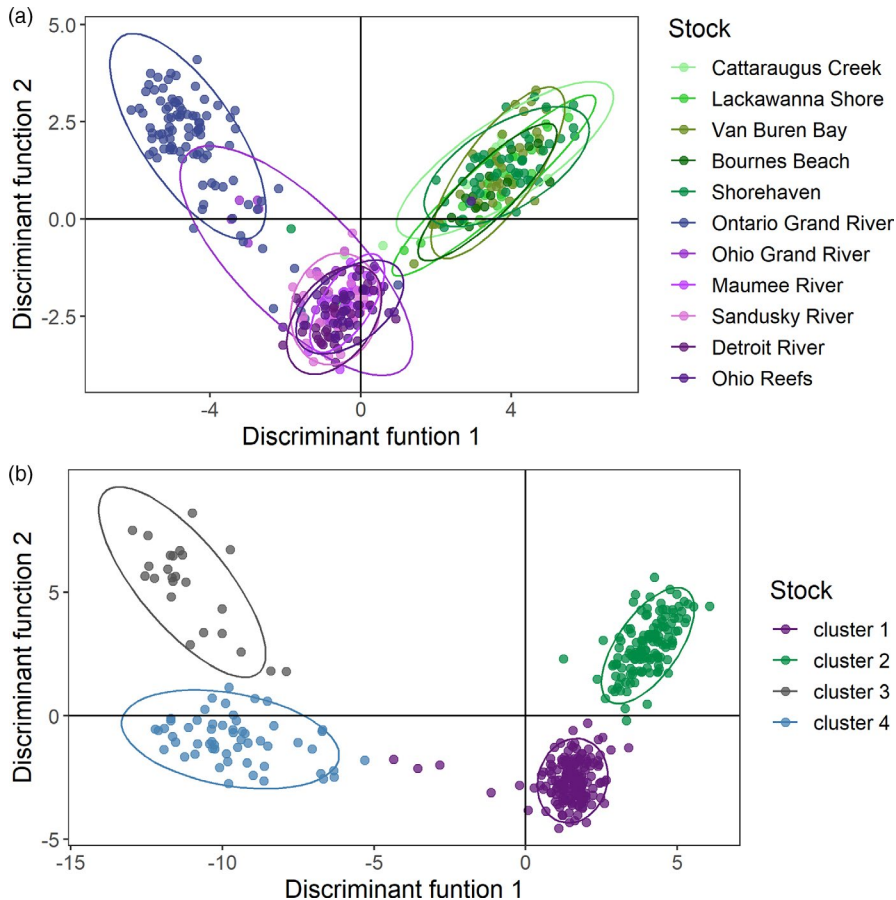 (a)
5.0
2.5
0.0
-2.5
Discriminant function 2
-4
0
4
Discriminant funtion 1
Stock
Cattaraugus Creek
Lackawanna Shore
Van Buren Bay
Bournes Beach
Shorehaven
Ontario Grand River
Ohio Grand River
Maumee River
Sandusky River
Detroit River
Ohio Reefs
(b)
5
0
-5
Discriminant function 2
-15
-10
-5
0
5
Discriminant funtion 1
Stock
cluster 1
cluster 2
cluster 3
cluster 4